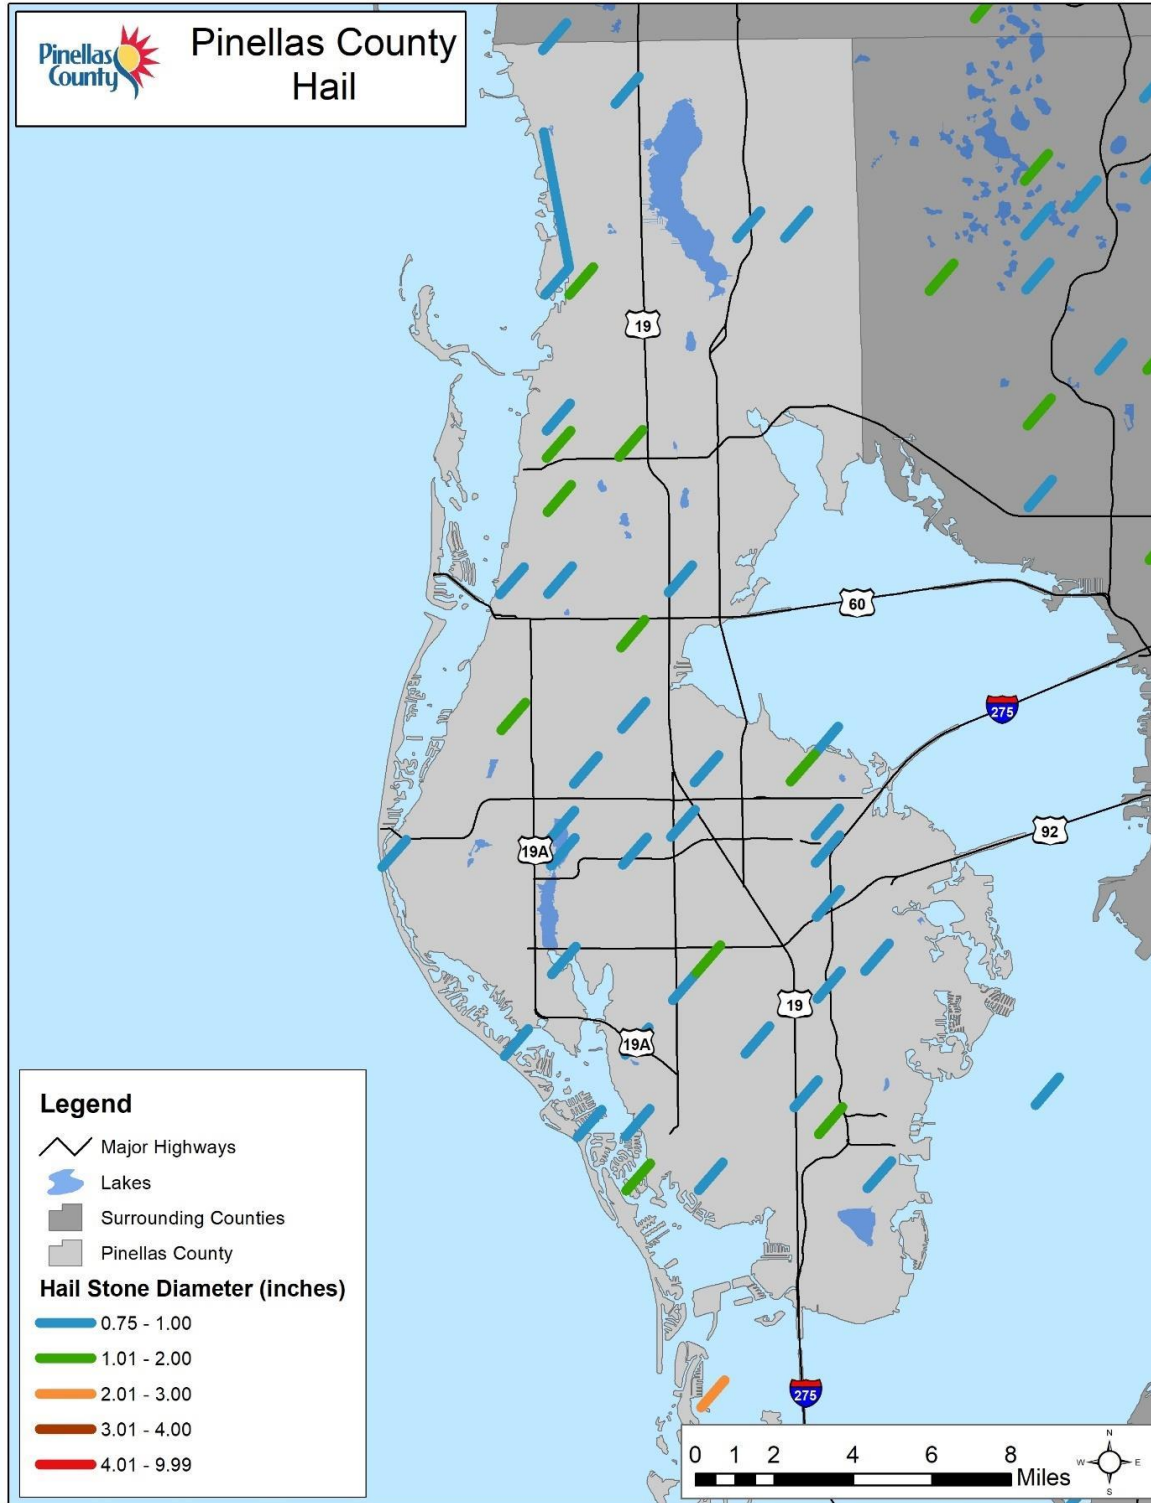 Pinellas
County
Pinellas County
Hail
19
60
275
19A
92
19
19A
275
Legend
Major Highways
Lakes
Surrounding Counties
Pinellas County
Hail Stone Diameter (inches)
0.75 - 1.00
1.01 - 2.00
2.01 - 3.00
3.01 - 4.00
4.01 - 9.99
0 1 2 4 6 8
Miles
N
W E
S